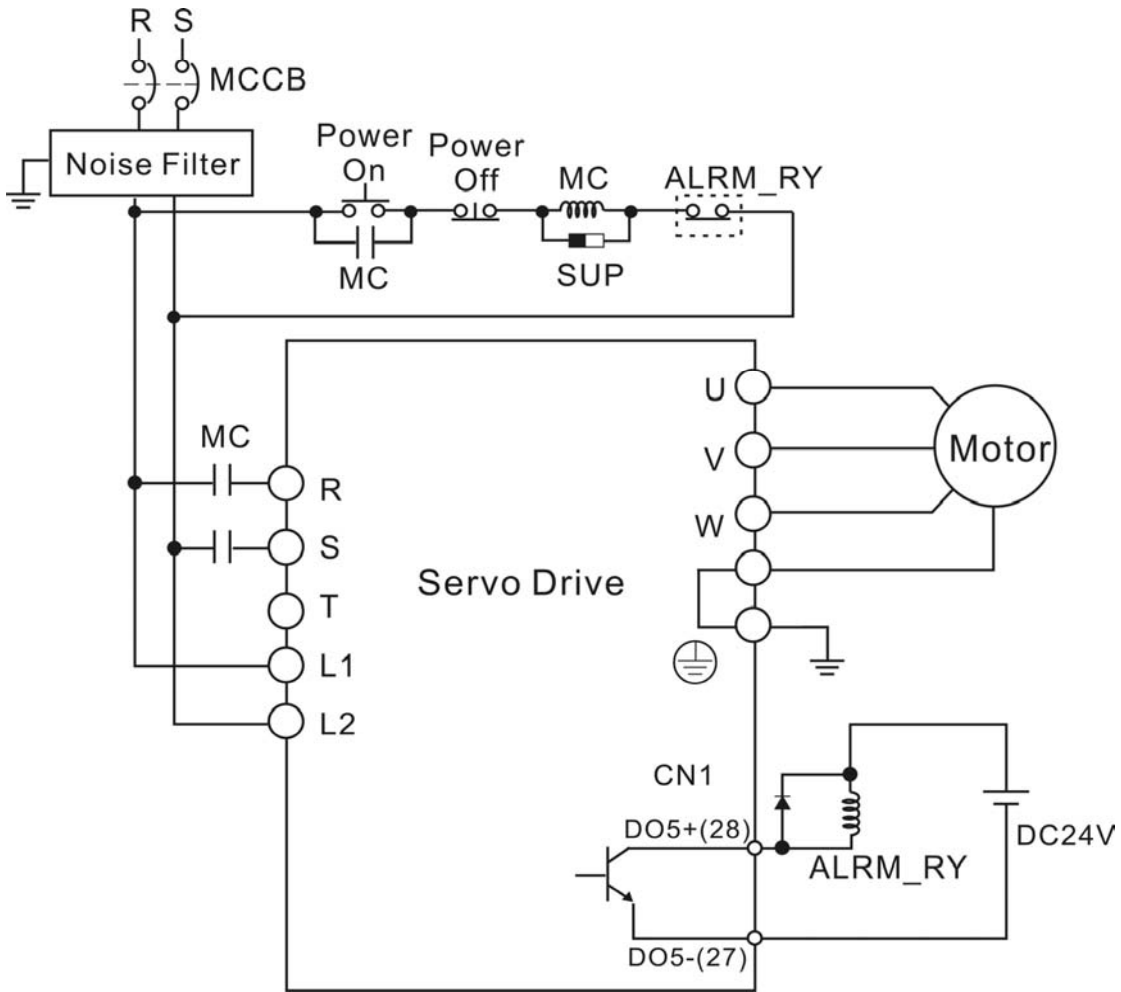 R S
MCCB
Noise Filter
Power
On
Power
Off
MC
ALRM_RY
MC
SUP
MC
R
S
T
L1
L2
Servo Drive
U
V
W
Motor
CN1
DO5+(28)
DO5-(27)
ALRM_RY
DC24V